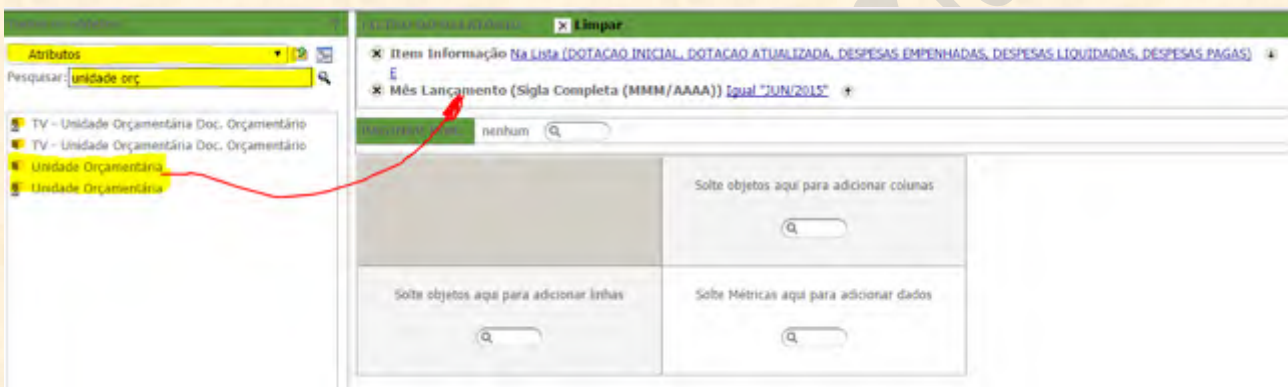 Limpar
Atributos
Pesquisar: unidade orç
TV - Unidade Orçamentária Doc. Orçamentário
TV - Unidade Orçamentária Doc. Orçamentário
Unidade Orçamentária
Unidade Orçamentária
Item Informação Na Lista (DOTACAO INICIAL, DOTACAO ATUALIZADA, DESPESAS EMPENHADAS, DESPESAS LIQUIDADAS, DESPESAS PAGAS)
E
Mês Lançamento (Sigla Completa (MMM/AAAA)) Igual "JUN/2015"
nenhum
Solte objetos aqui para adicionar colunas
Solte objetos aqui para adicionar linhas
Solte Métricas aqui para adicionar dados